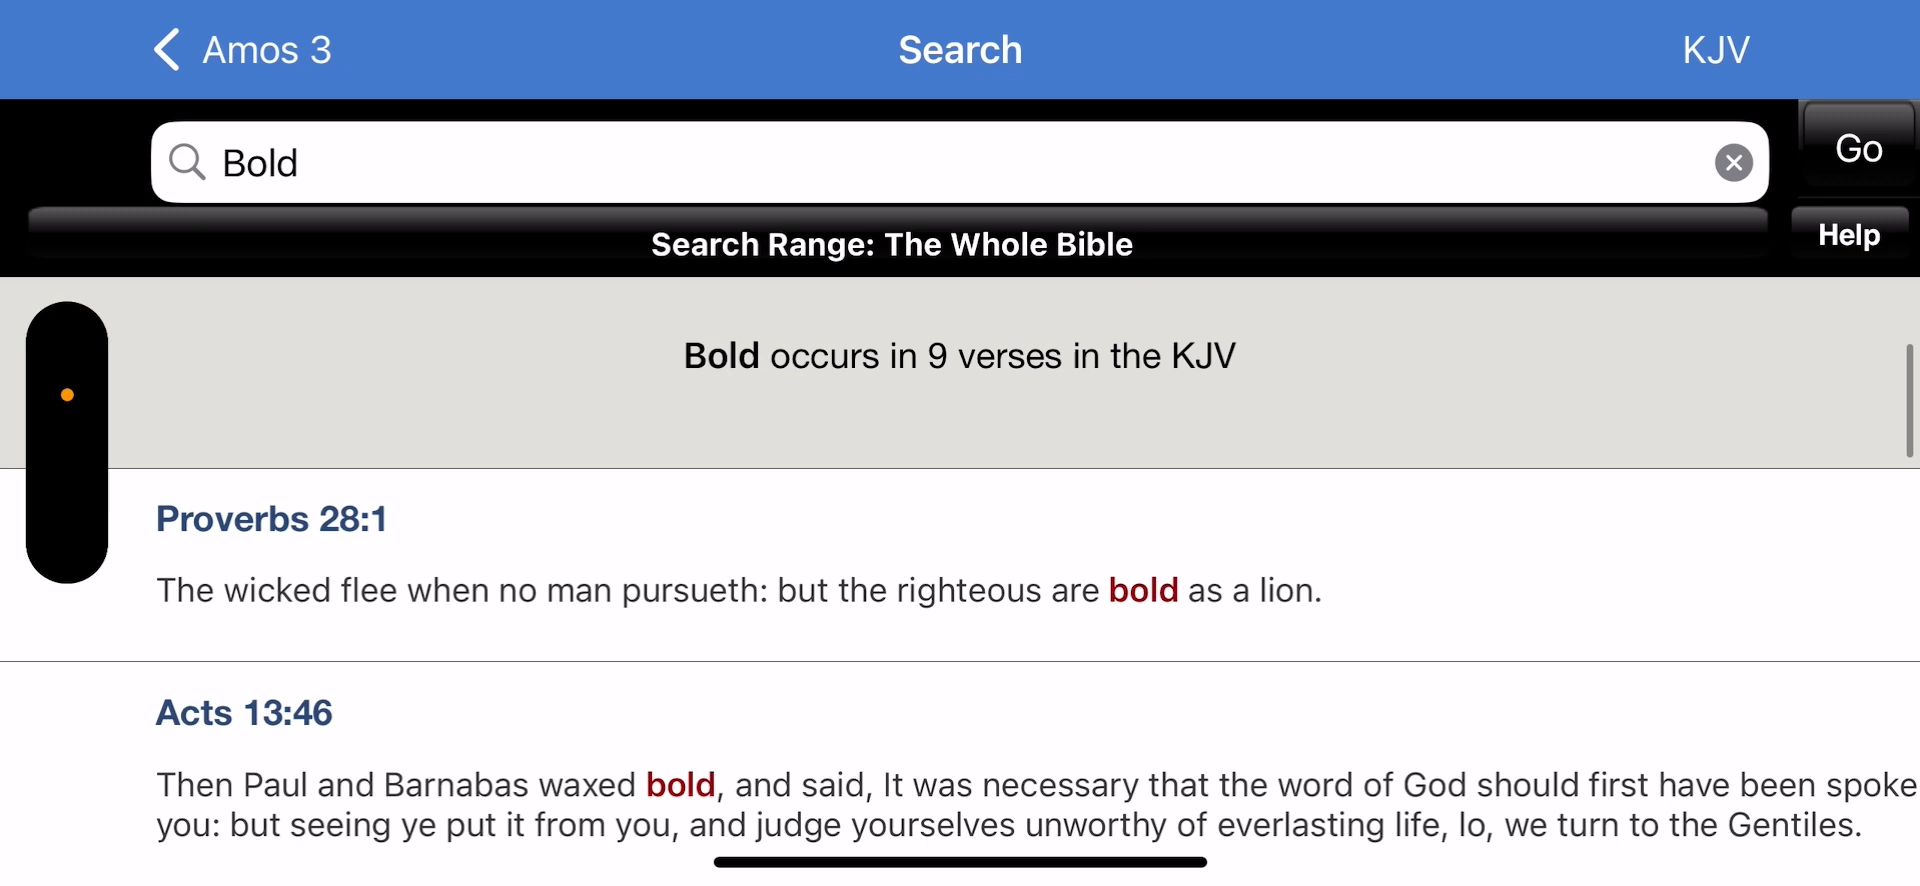 Amos 3
Search
KJV
Bold
Go
Search Range: The Whole Bible
Help
Bold occurs in 9 verses in the KJV
Proverbs 28:1
The wicked flee when no man pursueth: but the righteous are bold as a lion.
Acts 13:46
Then Paul and Barnabas waxed bold, and said, It was necessary that the word of God should first have been spoke
you: but seeing ye put it from you, and judge yourselves unworthy of everlasting life, lo, we turn to the Gentiles.